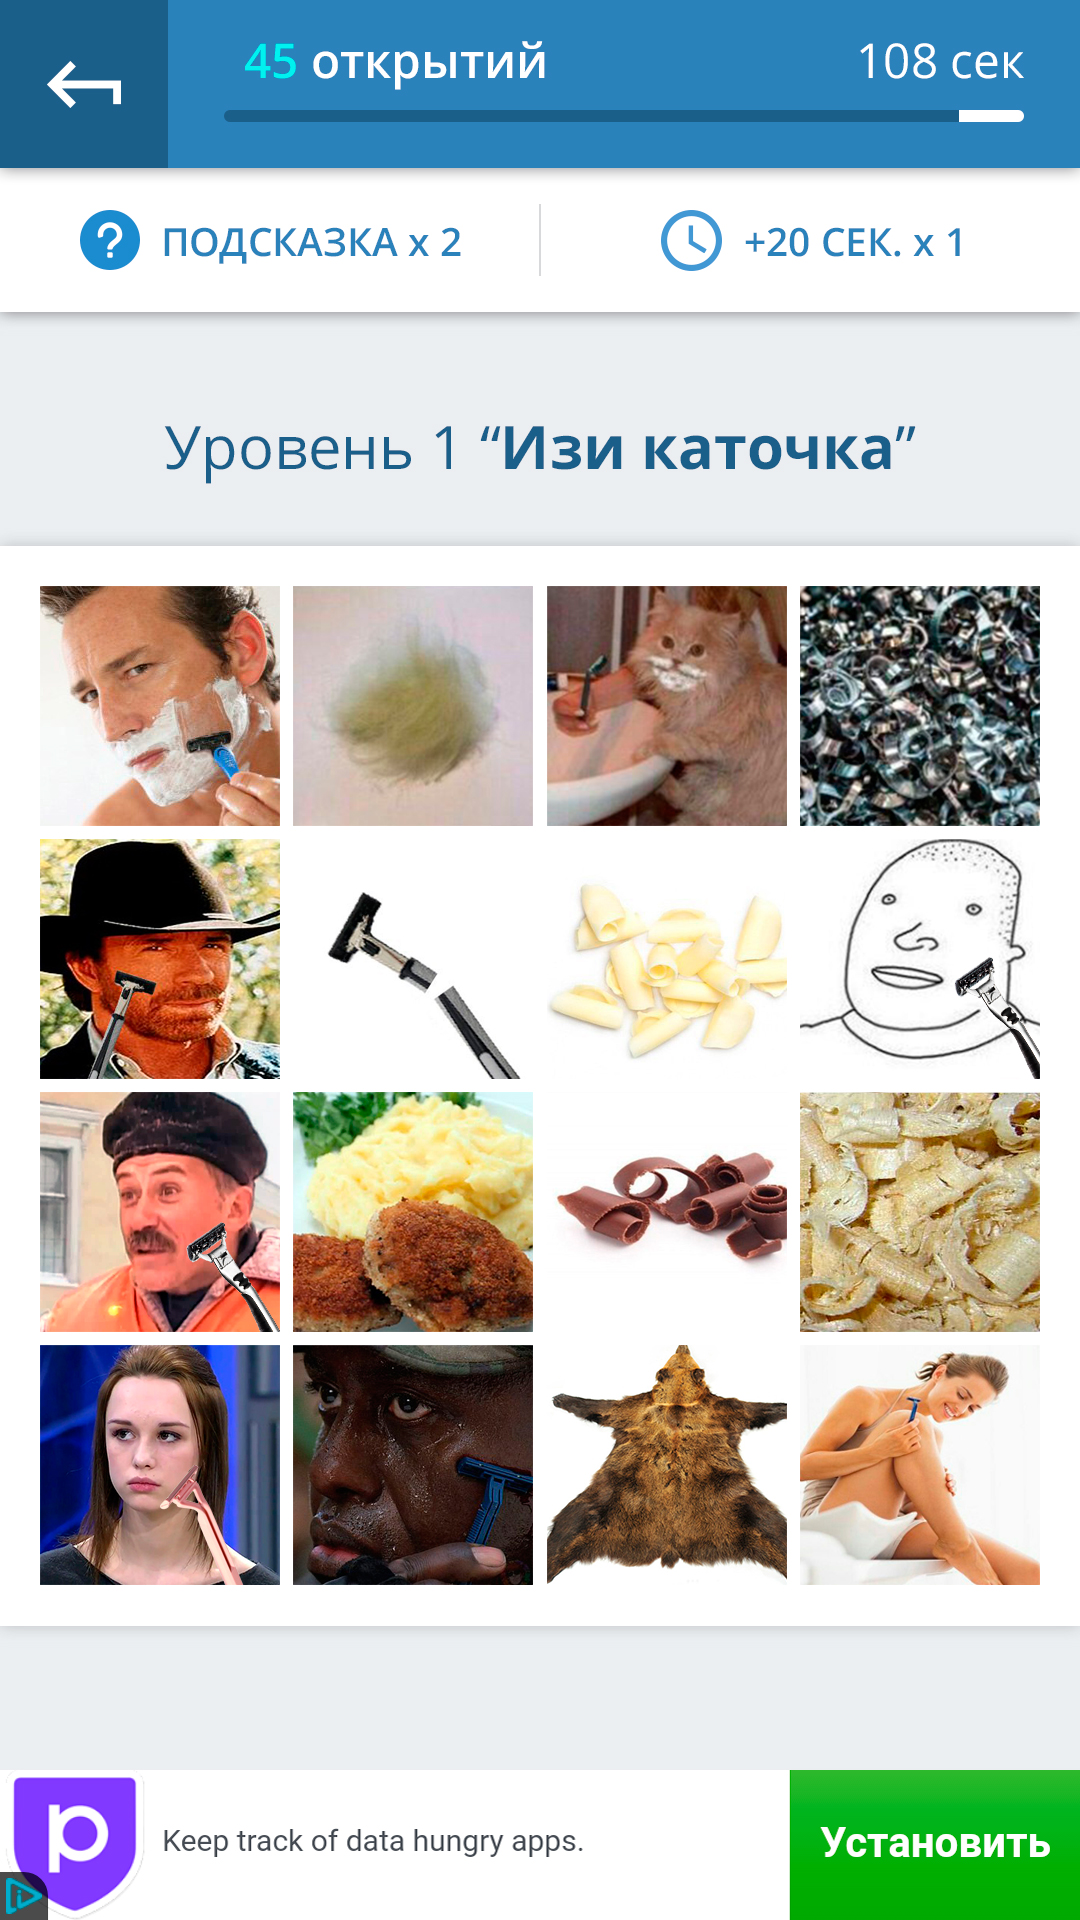 45 открытий
108 сек
ПОДСКАЗКА x 2
+20 СЕК. x 1
Уровень 1 “Изи каточка”
Keep track of data hungry apps.
Установить